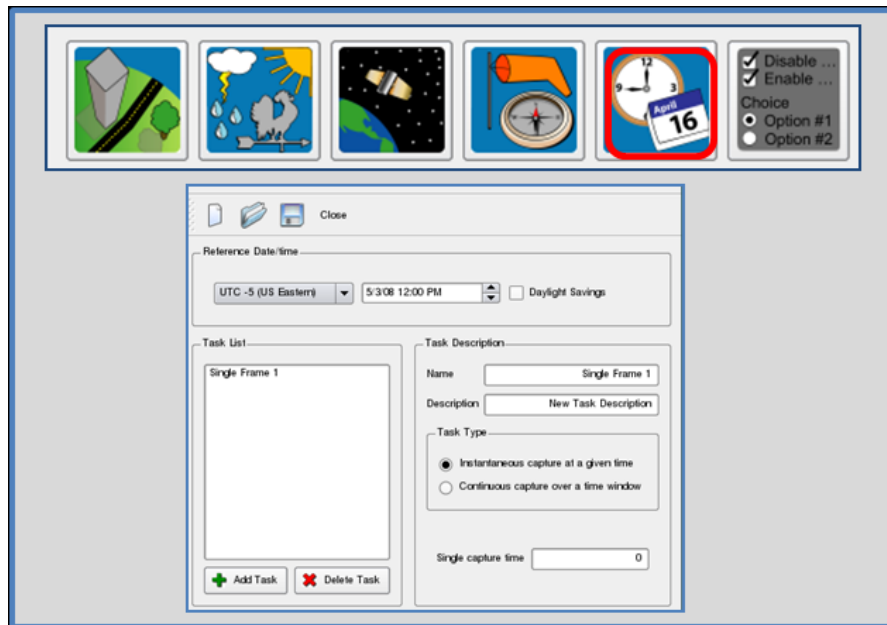 12
9
3
April
16
Disable ...
Enable ...
Choice
Option #1
Option #2
Close
Reference Date/time
UTC -5 (US Eastern)
5/3/08 12:00 PM
Daylight Savings
Task List
Single Frame 1
Add Task
Delete Task
Task Description
Name
Single Frame 1
Description
New Task Description
Task Type
Instantaneous capture at a given time
Continuous capture over a time window
Single capture time
0